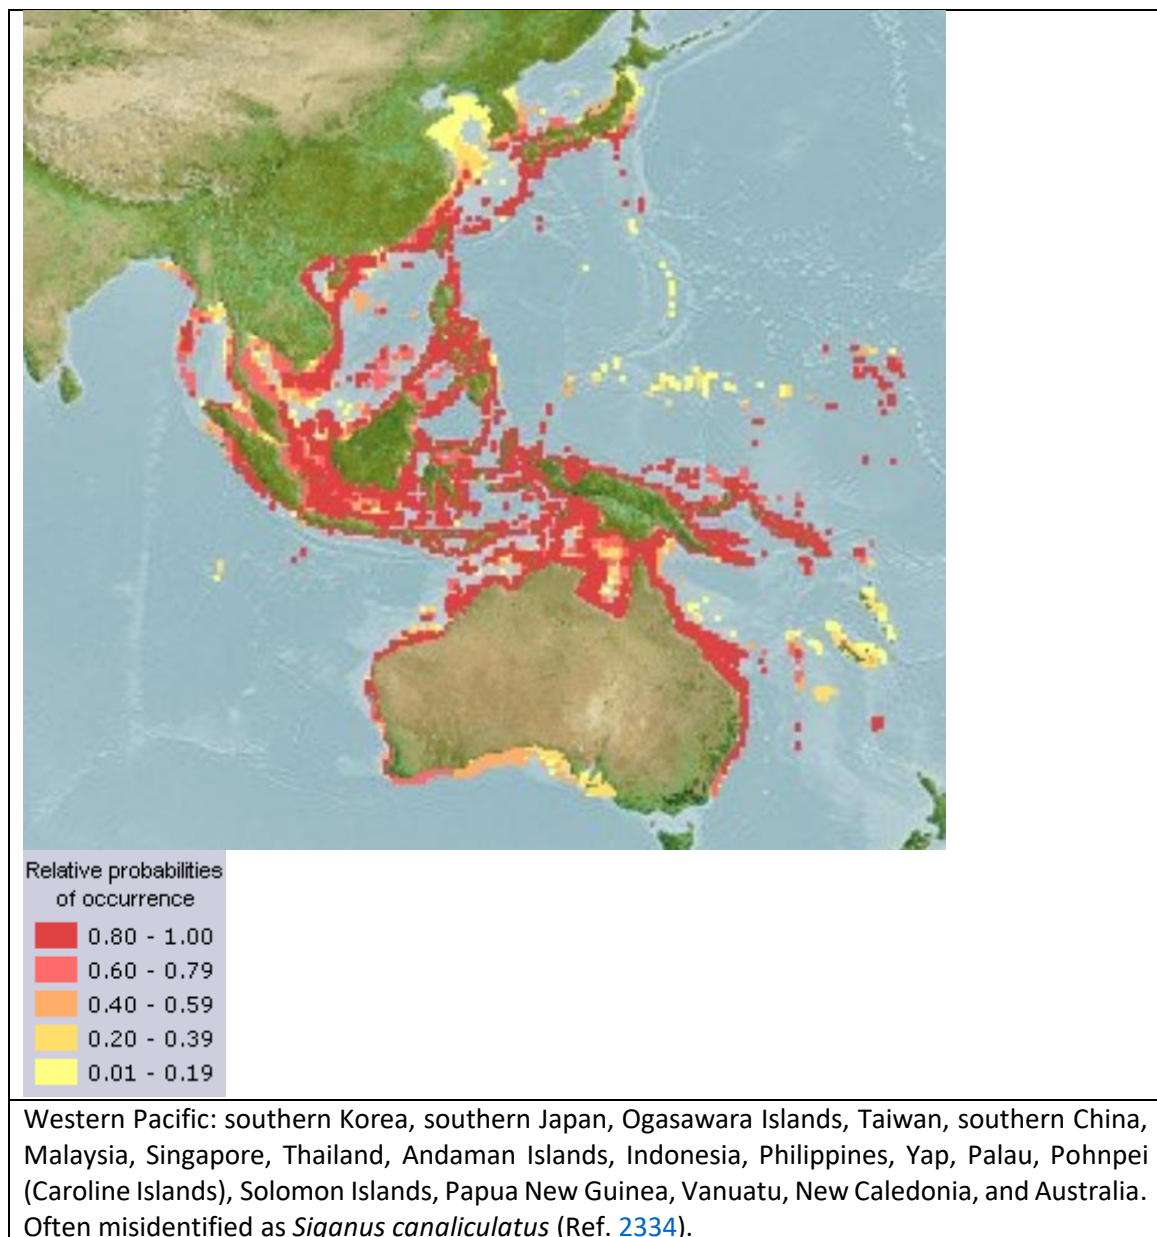 Relative probabilities
of occurrence
0.80 - 1.00
0.60 - 0.79
0.40 - 0.59
0.20 - 0.39
0.01 - 0.19
Western Pacific: southern Korea, southern Japan, Ogasawara Islands, Taiwan, southern China,
Malaysia, Singapore, Thailand, Andaman Islands, Indonesia, Philippines, Yap, Palau, Pohnpei
(Caroline Islands), Solomon Islands, Papua New Guinea, Vanuatu, New Caledonia, and Australia.
Often misidentified as Siganus canaliculatus (Ref. 2334).